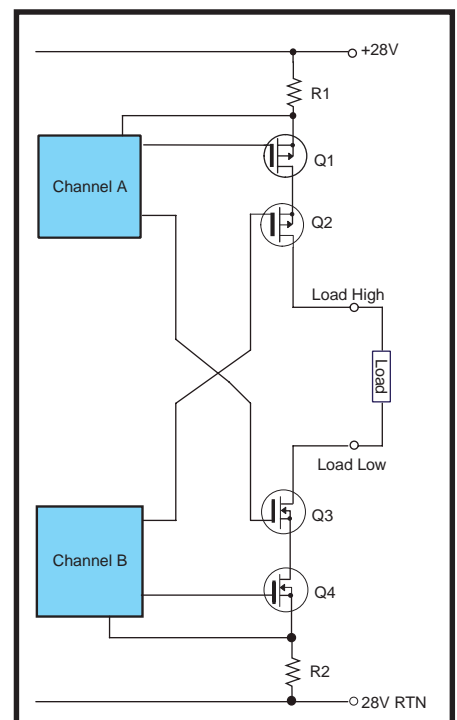 +28V
R1
Q1
Channel A
Q2
Load High
Load
Load Low
Q3
Channel B
Q4
R2
28V RTN